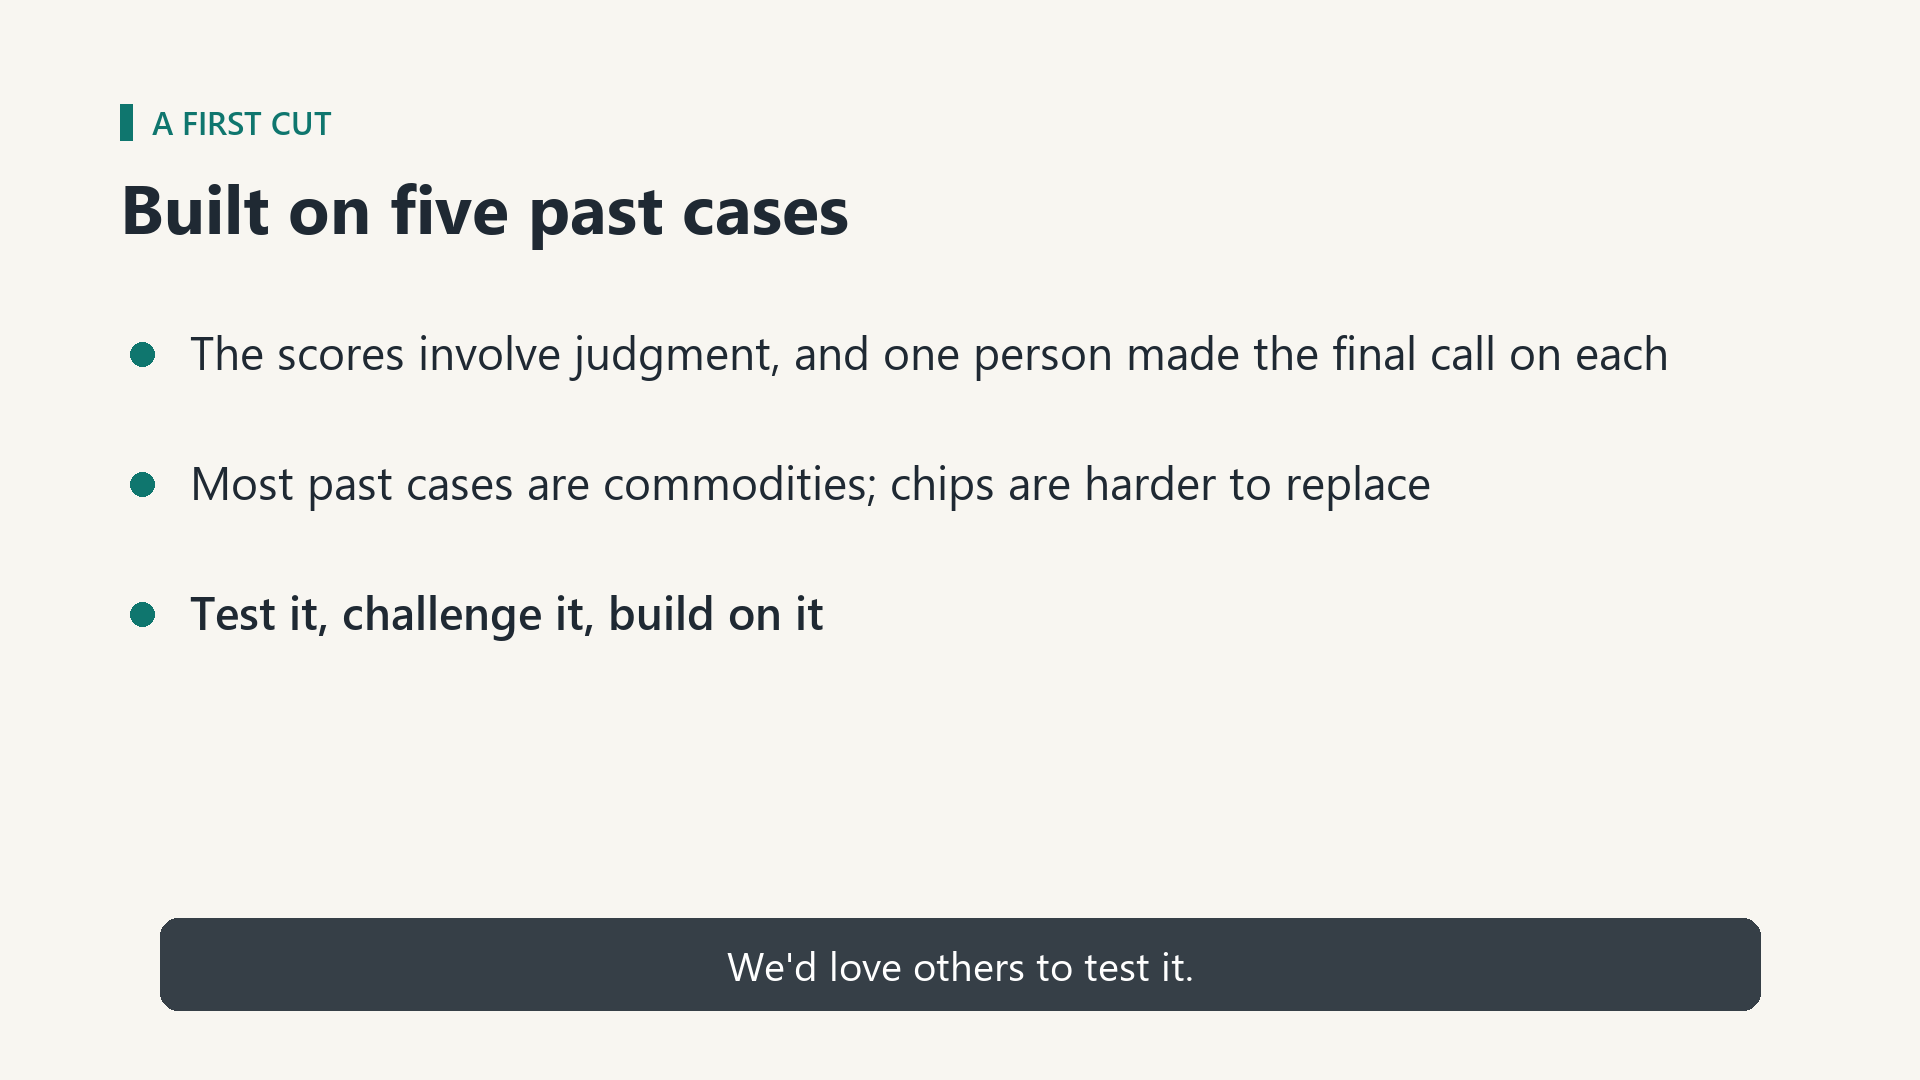 A FIRST CUT
Built on five past cases
The scores involve judgment, and one person made the final call on each
Most past cases are commodities; chips are harder to replace
Test it, challenge it, build on it
We'd love others to test it.